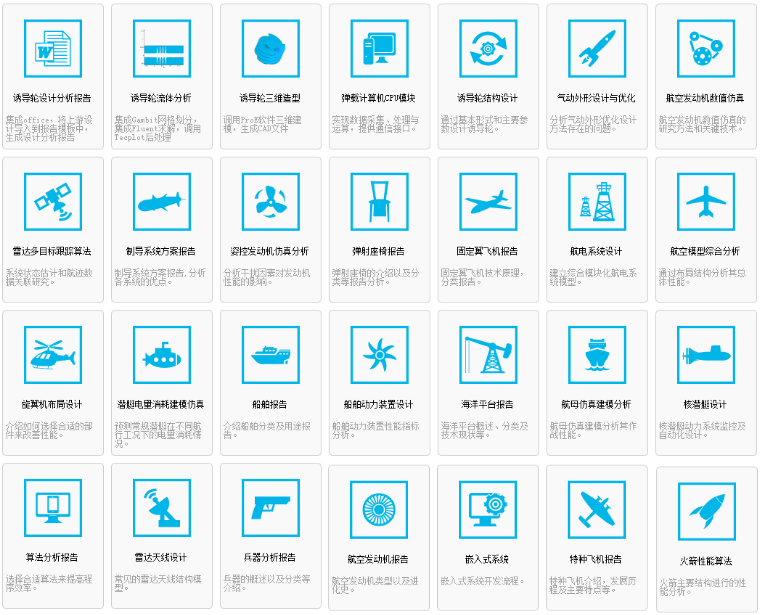 W
诱导轮设计分析报告
集成office, 将上游设
计导入到报告模板中,
生成设计分析报告
诱导轮流体分析
集成Gambit网格划分,
集成Fluent求解, 调用
Tecplot后处理
诱导轮三维造型
调用ProE软件三维建
模, 生成CAD文件
弹载计算机CPU模块
实现数据采集, 处理与
运算, 提供通信接口。
诱导轮结构设计
通过基本型式和主要参
数设计诱导轮。
气动外形设计与优化
分析气动外形优化设计
方法存在的问题。
航空发动机数值仿真
航空发动机数值仿真的
研究方法和关键技术。
雷达多目标跟踪算法
系统状态估计和航迹数
据关联研究。
制导系统方案报告
制导系统方案报告,分析
各系统的优点。
姿控发动机仿真分析
分析干扰因素对发动机
性能的影响。
弹射座椅报告
弹射座椅的介绍以及分
类等报告分析。
固定翼飞机报告
固定翼飞机技术原理,
分类报告。
航电系统设计
建立综合模块化航电系
统模型。
航空模型综合分析
通过布局结构分析其总
体性能。
旋翼机布局设计
介绍如何选择合适的部
件来改善性能。
潜艇电量消耗建模仿真
预测常规潜艇在不同航
行工况下的电量消耗情
况。
船舶报告
介绍船舶分类及用途报
告。
船舶动力装置设计
船舶动力装置性能指标
分析。
海洋平台报告
海洋平台概述、分类及
技术现状等。
航母仿真建模分析
航母仿真建模分析其作
战性能。
核潜艇设计
核潜艇动力系统监控及
自动化设计。
算法分析报告
选择合适算法来提高程
序效率。
雷达天线设计
常见的雷达天线结构模
型。
兵器分析报告
兵器的概述以及分类等
介绍。
航空发动机报告
航空发动机类型以及进
化史。
嵌入式系统
嵌入式系统开发流程。
特种飞机报告
特种飞机介绍, 发展历
程及主要特点等。
火箭性能算法
火箭主要结构进行的性
能分析。